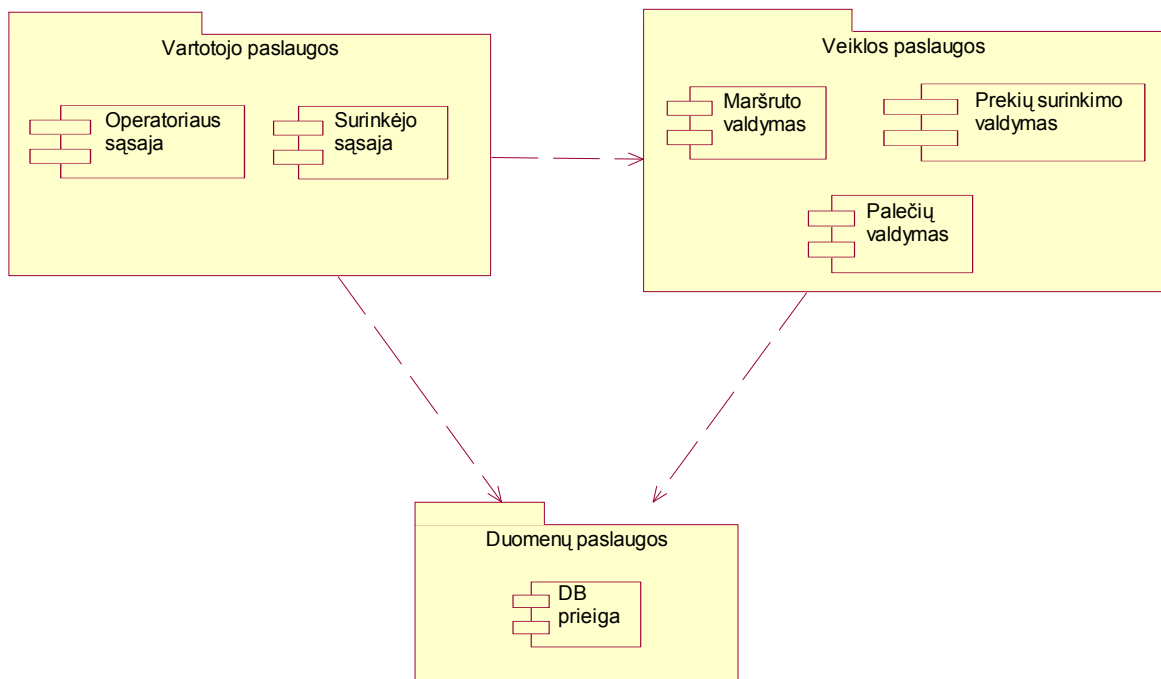 Vartotojo paslaugos
Operatoriaus
sąsaja
Surinkėjo
sąsaja
Veiklos paslaugos
Maršruto
valdymas
Prekių surinkimo
valdymas
Palečių
valdymas
Duomenų paslaugos
DB
prieiga